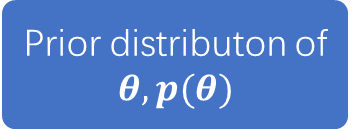 Prior distributon of
θ, p(θ)